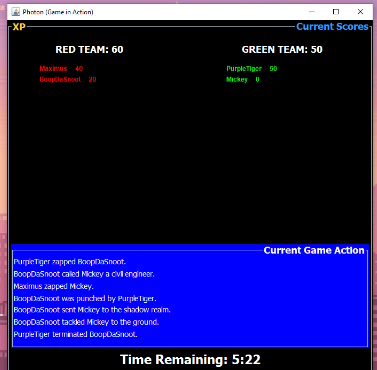 Photon (Game in Action)
XP
Current Scores
RED TEAM: 60
GREEN TEAM: 50
Maximus 40
PurpleTiger 50
BoopDaSnoot 20
Mickey 0
Current Game Action
PurpleTiger zapped BoopDaSnoot.
BoopDaSnoot called Mickey a civil engineer.
Maximus zapped Mickey.
BoopDaSnoot was punched by PurpleTiger.
BoopDaSnoot sent Mickey to the shadow realm.
BoopDaSnoot tackled Mickey to the ground.
PurpleTiger terminated BoopDaSnoot.
Time Remaining: 5:22